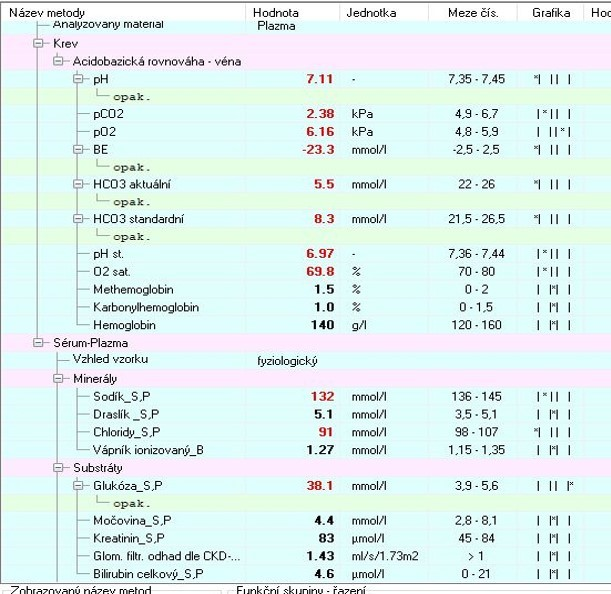 Název metody Hodnota Jednotka Meze čís. Grafika Hod
Analyzovaný materiál Plazma
Krev
Acidobazická rovnováha - véna
pH 7.11 - 7,35 - 7,45 *| || |
opak.
pCO2 2.38 kPa 4,9 - 6,7 |*|| |
pO2 6.16 kPa 4,8 - 5,9 | ||*|
BE -23.3 mmol/l -2,5 - 2,5 *| || |
opak.
HCO3 aktuální 5.5 mmol/l 22 - 26 *| || |
opak.
HCO3 standardní 8.3 mmol/l 21,5 - 26,5 *| || |
opak.
pH st. 6.97 - 7,36 - 7,44 |*|| |
O2 sat. 69.8 % 70 - 80 |*|| |
Methemoglobin 1.5 % 0 - 2 | |*| |
Karbonylhemoglobin 1.0 % 0 - 1,5 | |*| |
Hemoglobin 140 g/l 120 - 160 | |*| |
Sérum-Plazma
Vzhled vzorku fyziologický
Minerály
Sodík_S,P 132 mmol/l 136 - 145 |*|| |
Draslík _S,P 5.1 mmol/l 3,5 - 5,1 | |*| |
Chloridy_S,P 91 mmol/l 98 - 107 *| || |
Vápník ionizovaný_B 1.27 mmol/l 1,15 - 1,35 | |*| |
Substráty
Glukóza_S,P 38.1 mmol/l 3,9 - 5,6 | || |*
opak.
Močovina_S,P 4.4 mmol/l 2,8 - 8,1 | |*| |
Kreatinin_S,P 83 µmol/l 45 - 84 | |*| |
Glom. filtr. odhad dle CKD-... 1.43 ml/s/1.73m2 > 1 | |*| |
Bilirubin celkový_S,P 4.6 µmol/l 0 - 21 | |*| |
Zobrazovaný název metod Funkční skupiny - řazení